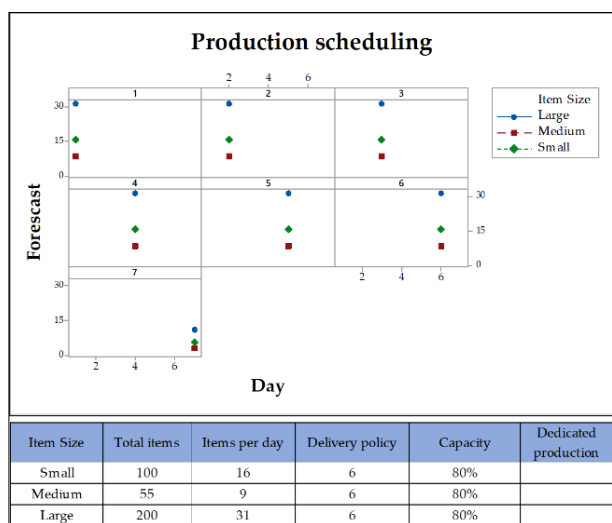 Production scheduling
2 4 6
1 2 3
30
15
0
Item Size
Large
Medium
Small
4 5 6
30
15
0
Forescast
7
2 4 6
30
15
0
2 4 6
Day
Item Size Total items Items per day Delivery policy Capacity Dedicated production
Small 100 16 6 80%
Medium 55 9 6 80%
Large 200 31 6 80%